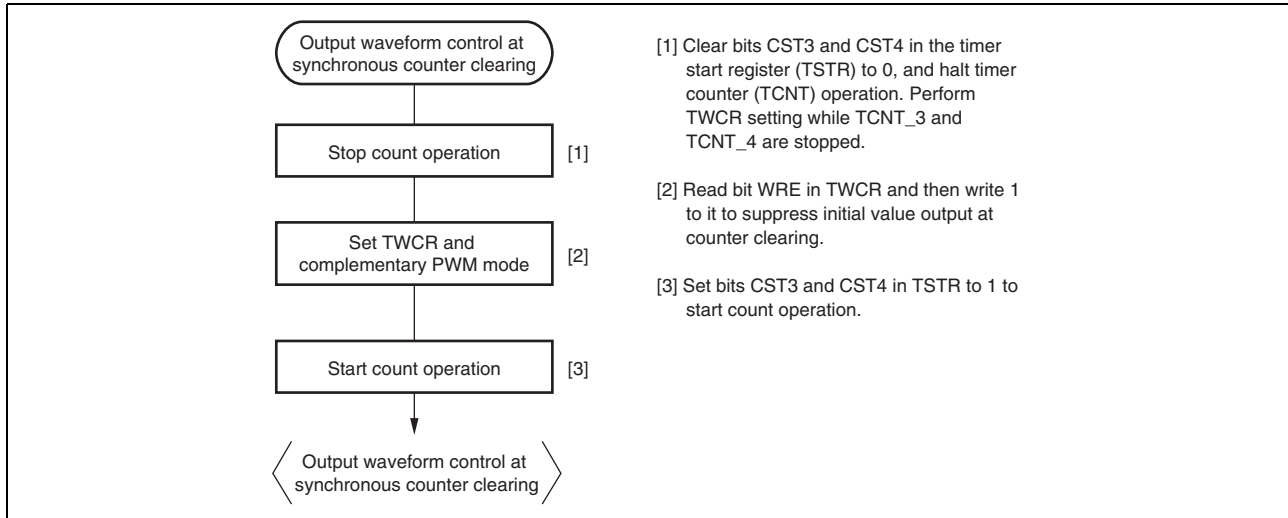 Output waveform control at
synchronous counter clearing
Stop count operation
[1]
Set TWCR and
complementary PWM mode
[2]
Start count operation
[3]
Output waveform control at
synchronous counter clearing
[1] Clear bits CST3 and CST4 in the timer
start register (TSTR) to 0, and halt timer
counter (TCNT) operation. Perform
TWCR setting while TCNT_3 and
TCNT_4 are stopped.
[2] Read bit WRE in TWCR and then write 1
to it to suppress initial value output at
counter clearing.
[3] Set bits CST3 and CST4 in TSTR to 1 to
start count operation.